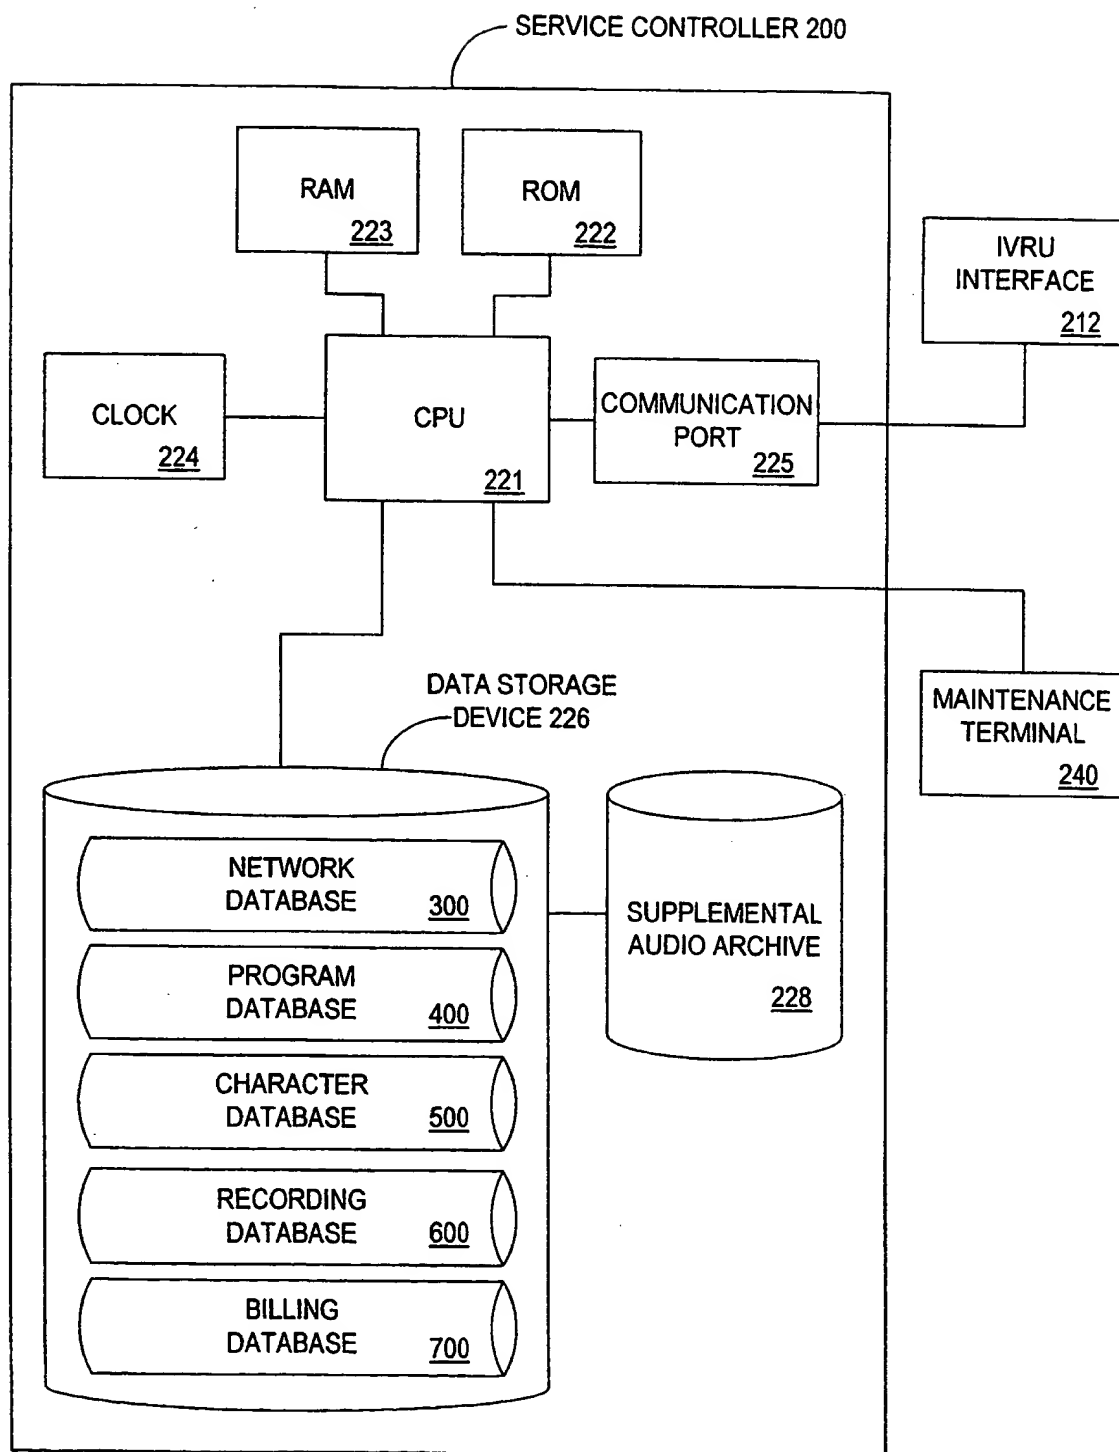 SERVICE CONTROLLER 200
RAM
223
ROM
222
IVRU
INTERFACE
212
CLOCK
224
CPU
221
COMMUNICATION
PORT
225
DATA STORAGE
DEVICE 226
MAINTENANCE
TERMINAL
240
NETWORK
DATABASE
300
PROGRAM
DATABASE
400
CHARACTER
DATABASE
500
RECORDING
DATABASE
600
BILLING
DATABASE
700
SUPPLEMENTAL
AUDIO ARCHIVE
228